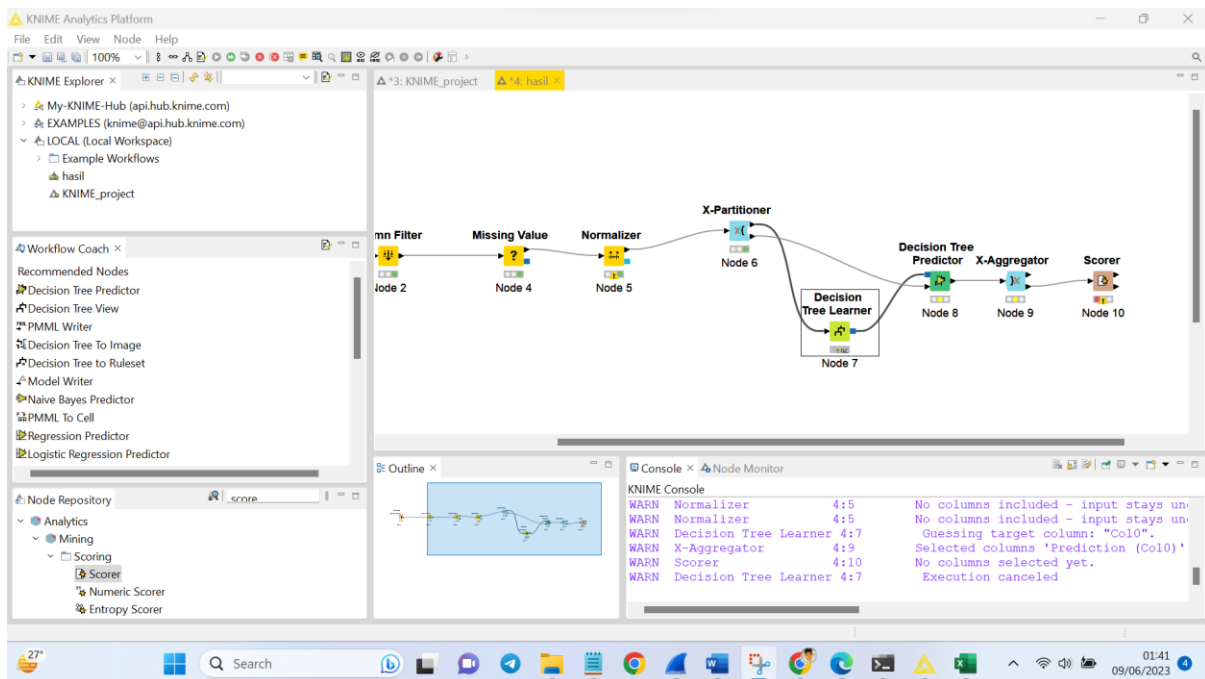 KNIME Analytics Platform
File Edit View Node Help
100%
KNIME Explorer
My-KNIME-Hub (api.hub.knime.com)
EXAMPLES (knime@api.hub.knime.com)
LOCAL (Local Workspace)
Example Workflows
hasil
KNIME_project
Workflow Coach
Recommended Nodes
Decision Tree Predictor
Decision Tree View
PMML Writer
Decision Tree To Image
Decision Tree to Ruleset
Model Writer
Naive Bayes Predictor
PMML To Cell
Regression Predictor
Logistic Regression Predictor
Node Repository
score
Analytics
Mining
Scoring
Scorer
Numeric Scorer
Entropy Scorer
*3: KNIME_project
*4: hasil
mn Filter
Node 2
Missing Value
Node 4
Normalizer
Node 5
X-Partitioner
Node 6
Decision
Tree Learner
Node 7
Decision Tree
Predictor
Node 8
X-Aggregator
Node 9
Scorer
Node 10
Outline
Console Node Monitor
KNIME Console
WARN Normalizer 4:5 No columns included - input stays un
WARN Normalizer 4:5 No columns included - input stays un
WARN Decision Tree Learner 4:7 Guessing target column: "Col0".
WARN X-Aggregator 4:9 Selected columns 'Prediction (Col0)'
WARN Scorer 4:10 No columns selected yet.
WARN Decision Tree Learner 4:7 Execution canceled
27°
Search
01:41
09/06/2023
4